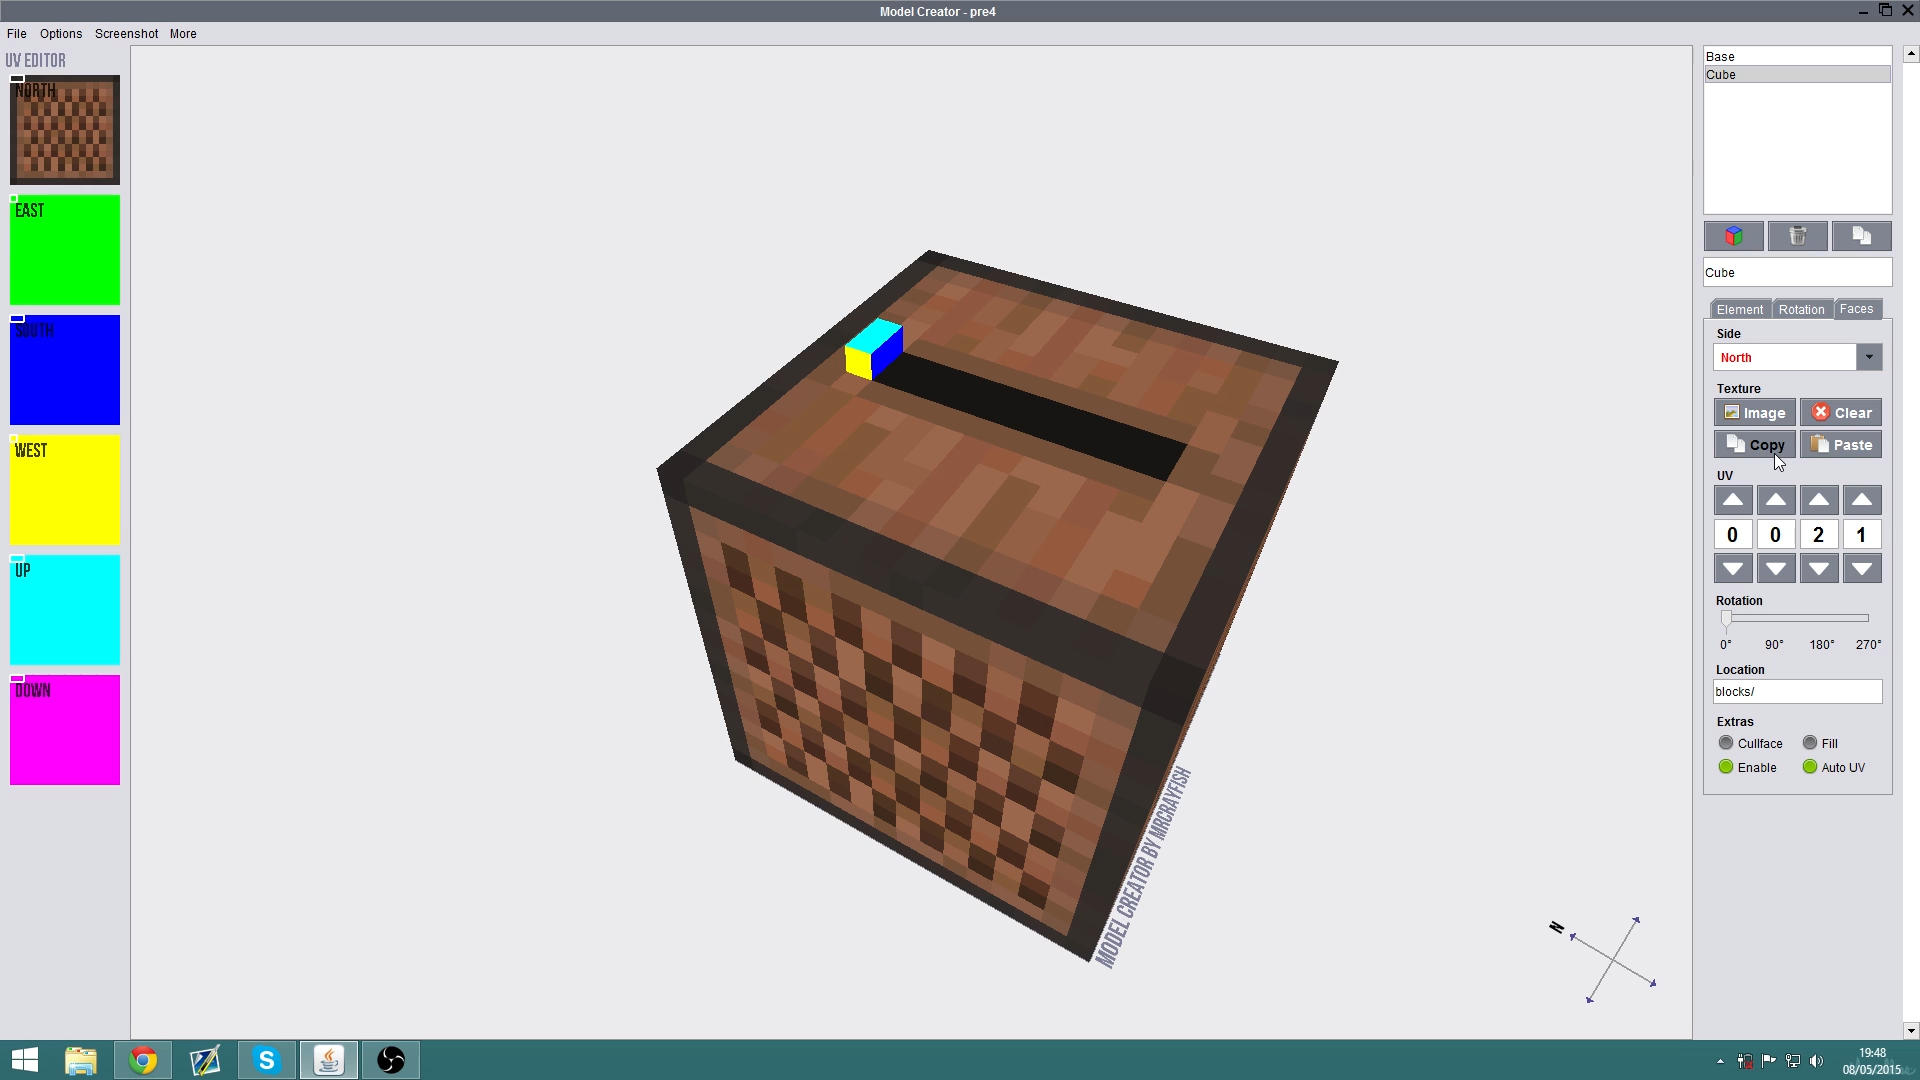 Model Creator - pre4
File Options Screenshot More
UV EDITOR
NORTH
EAST
SOUTH
WEST
UP
DOWN
MODEL CREATOR BY MRCRAYFISH
N
Base
Cube
Cube
Element Rotation Faces
Side
North
Texture
Image Clear
Copy Paste
UV
0 0 2 1
Rotation
0° 90° 180° 270°
Location
blocks/
Extras
Cullface Fill
Enable Auto UV
19:48
08/05/2015